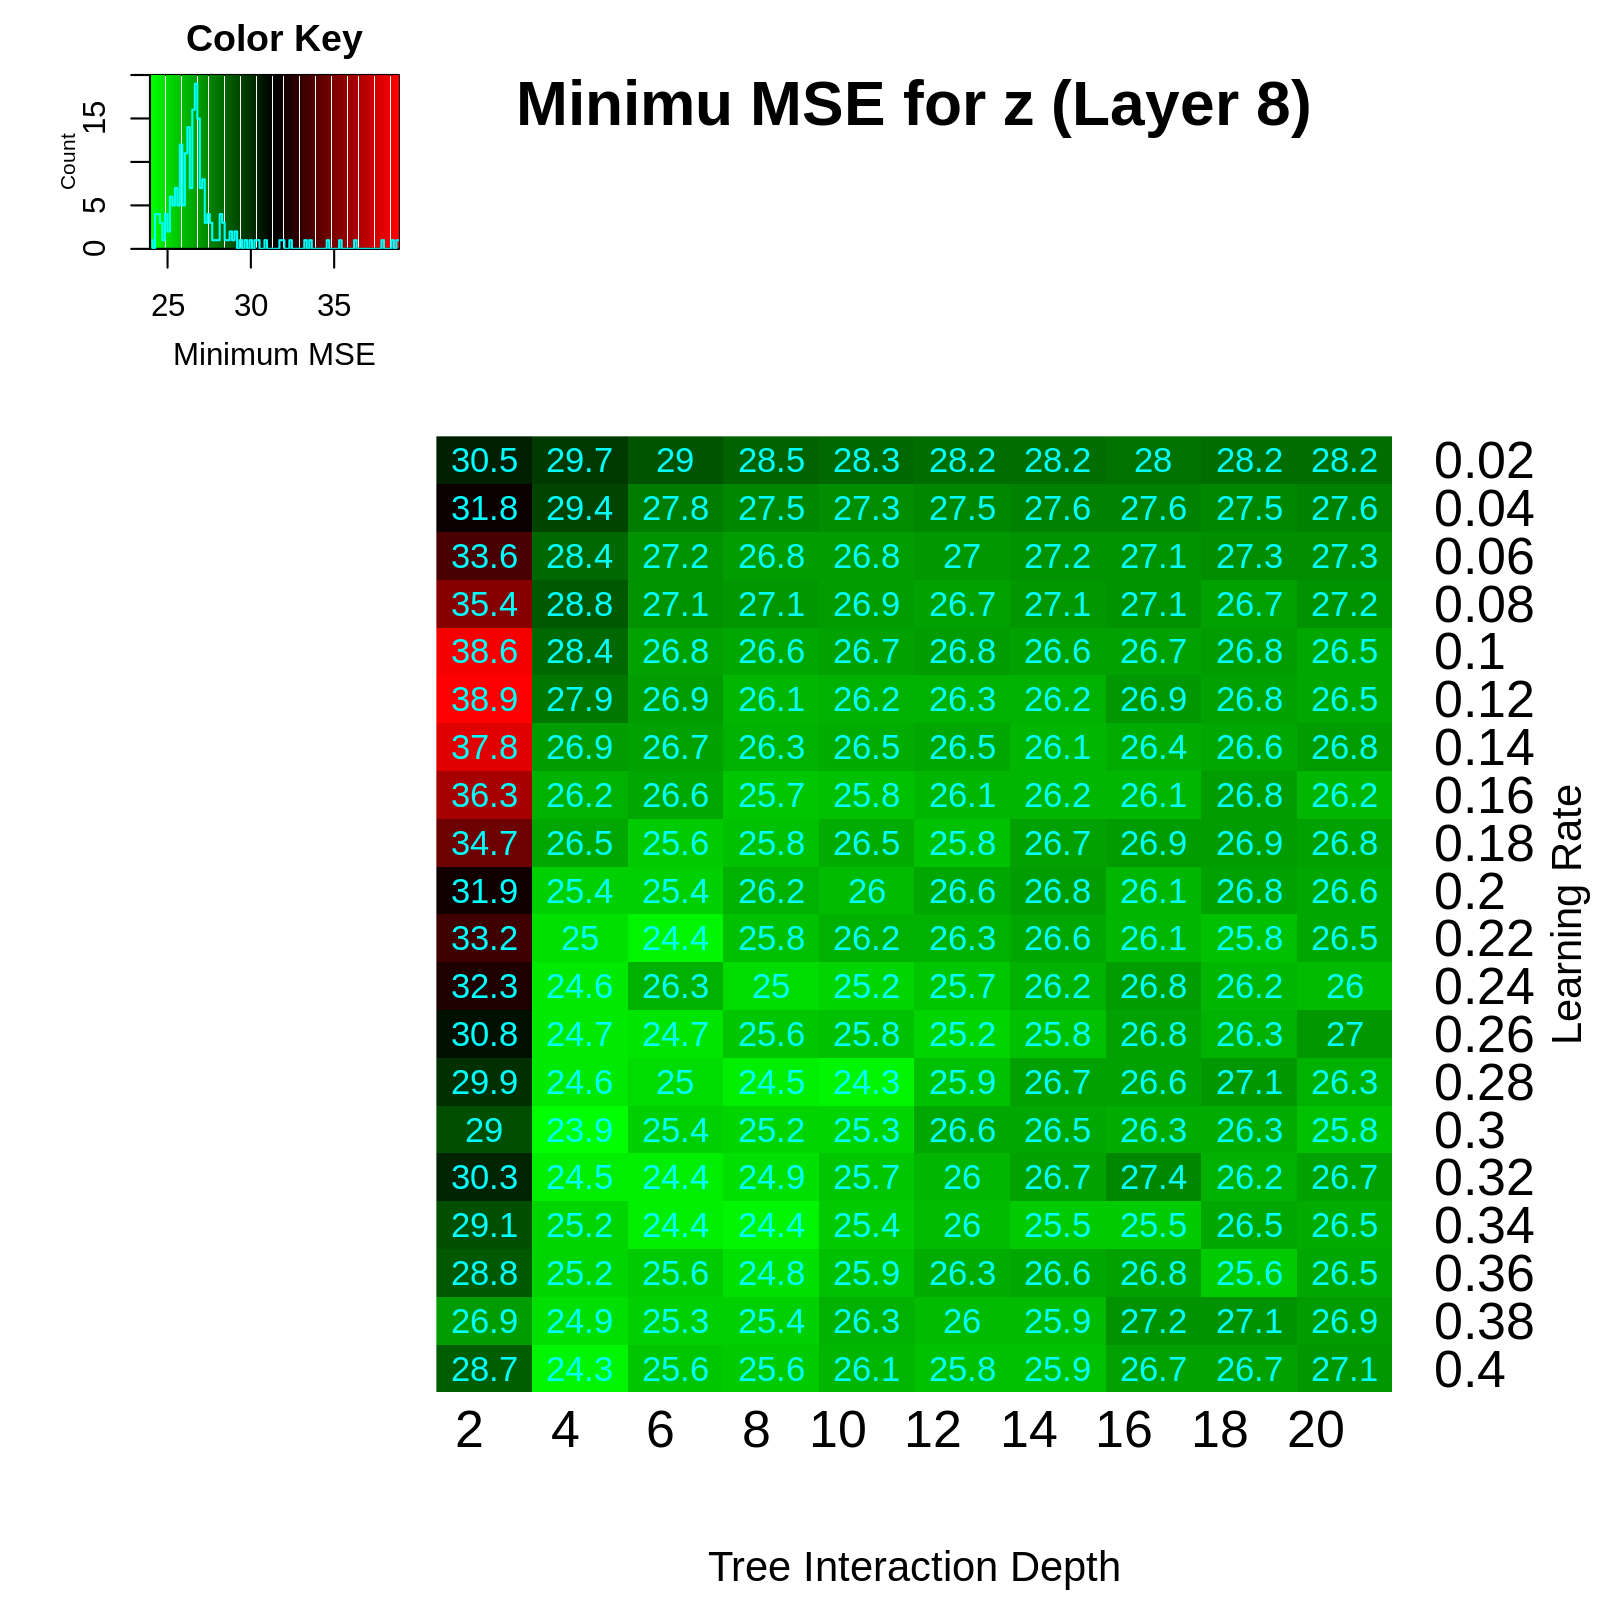 Color Key
Minimu MSE for z (Layer 8)
Count
0 5 15
25 30 35
Minimum MSE
30.5 29.7 29 28.5 28.3 28.2 28.2 28 28.2 28.2 0.02
31.8 29.4 27.8 27.5 27.3 27.5 27.6 27.6 27.5 27.6 0.04
33.6 28.4 27.2 26.8 26.8 27 27.2 27.1 27.3 27.3 0.06
35.4 28.8 27.1 27.1 26.9 26.7 27.1 27.1 26.7 27.2 0.08
38.6 28.4 26.8 26.6 26.7 26.8 26.6 26.7 26.8 26.5 0.1
38.9 27.9 26.9 26.1 26.2 26.3 26.2 26.9 26.8 26.5 0.12
37.8 26.9 26.7 26.3 26.5 26.5 26.1 26.4 26.6 26.8 0.14
36.3 26.2 26.6 25.7 25.8 26.1 26.2 26.1 26.8 26.2 0.16
34.7 26.5 25.6 25.8 26.5 25.8 26.7 26.9 26.9 26.8 0.18
31.9 25.4 25.4 26.2 26 26.6 26.8 26.1 26.8 26.6 0.2
33.2 25 24.4 25.8 26.2 26.3 26.6 26.1 25.8 26.5 0.22
32.3 24.6 26.3 25 25.2 25.7 26.2 26.8 26.2 26 0.24
30.8 24.7 24.7 25.6 25.8 25.2 25.8 26.8 26.3 27 0.26
29.9 24.6 25 24.5 24.3 25.9 26.7 26.6 27.1 26.3 0.28
29 23.9 25.4 25.2 25.3 26.6 26.5 26.3 26.3 25.8 0.3
30.3 24.5 24.4 24.9 25.7 26 26.7 27.4 26.2 26.7 0.32
29.1 25.2 24.4 24.4 25.4 26 25.5 25.5 26.5 26.5 0.34
28.8 25.2 25.6 24.8 25.9 26.3 26.6 26.8 25.6 26.5 0.36
26.9 24.9 25.3 25.4 26.3 26 25.9 27.2 27.1 26.9 0.38
28.7 24.3 25.6 25.6 26.1 25.8 25.9 26.7 26.7 27.1 0.4
Learning Rate
2 4 6 8 10 12 14 16 18 20
Tree Interaction Depth